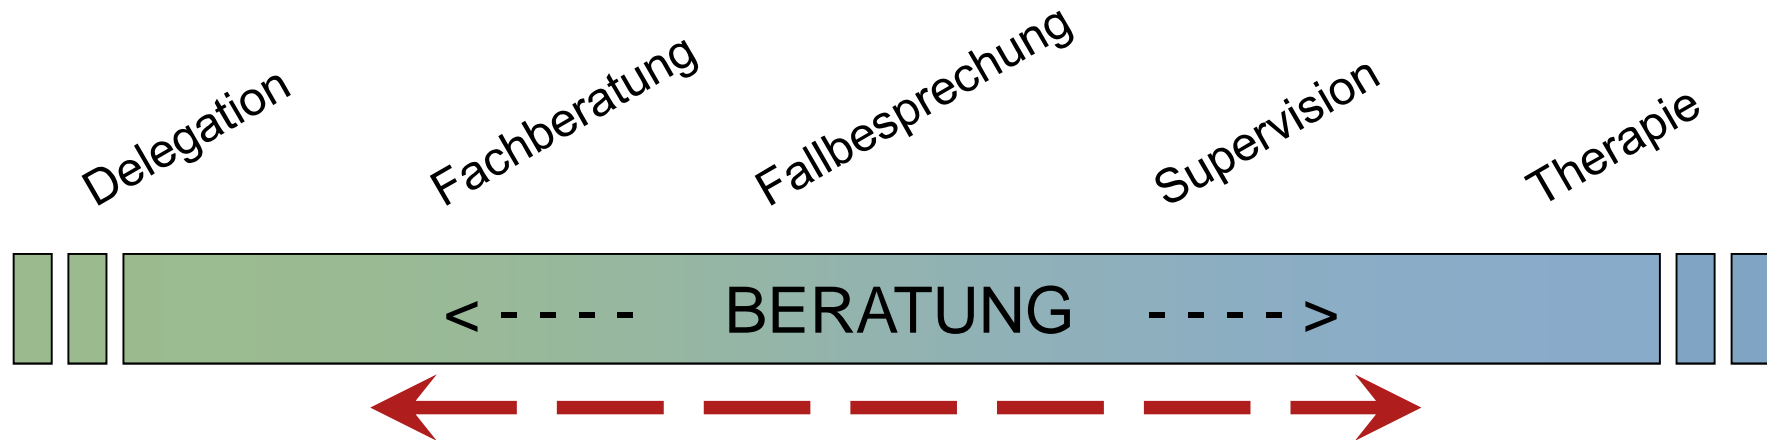 Delegation
Fachberatung
Fallbesprechung
Supervision
Therapie
< - - - - BERATUNG - - - - >